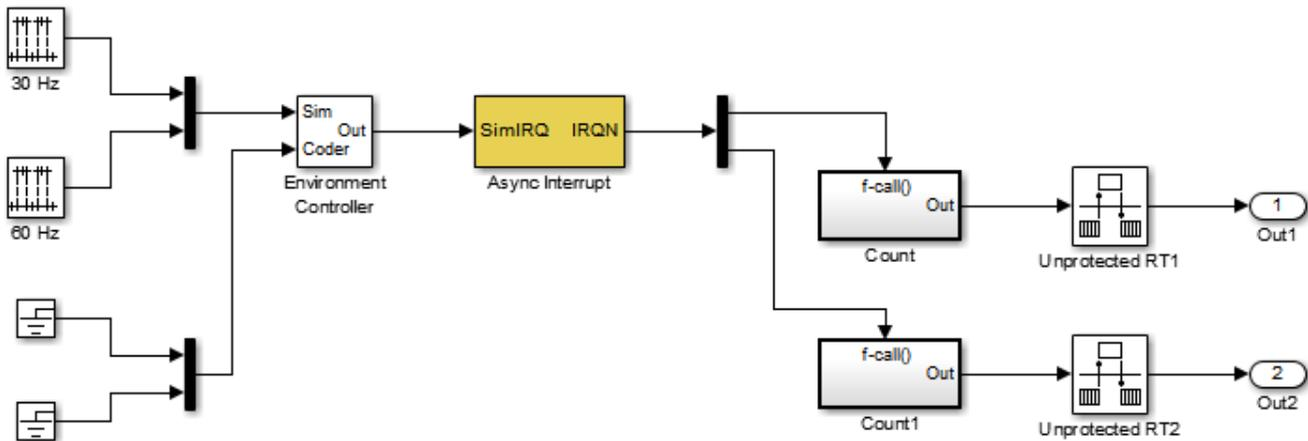 30 Hz
60 Hz
Sim
Out
Coder
Environment
Controller
SimIRQ IRQN
Async Interrupt
f-call()
Out
Count
Unprotected RT1
1
Out1
f-call()
Out
Count1
Unprotected RT2
2
Out2